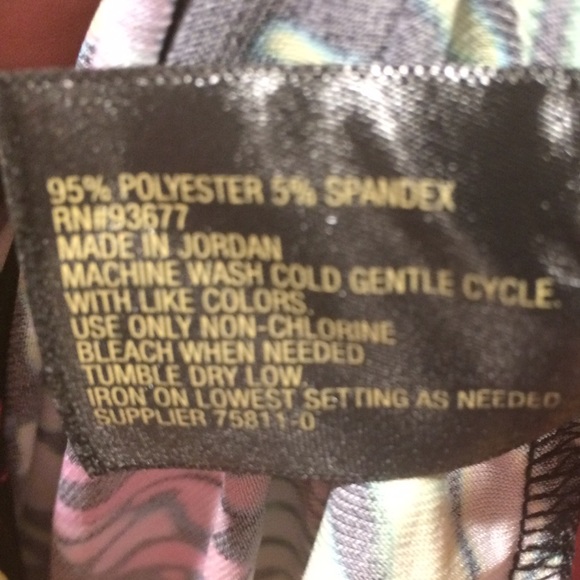 95% POLYESTER 5% SPANDEX
RN#93677
MADE IN JORDAN
MACHINE WASH COLD GENTLE CYCLE
WITH LIKE COLORS.
USE ONLY NON-CHLORINE
BLEACH WHEN NEEDED
TUMBLE DRY LOW
IRON ON LOWEST SETTING AS NEEDED
SUPPLIER 75811-0